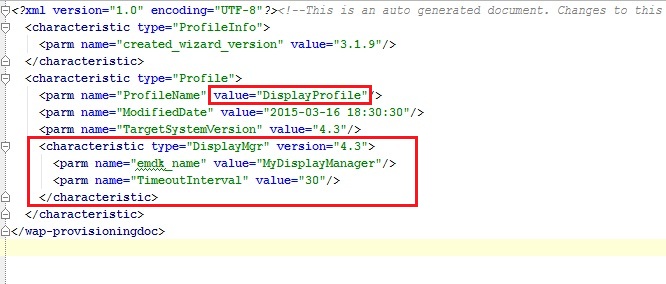 <?xml version="1.0" encoding="UTF-8"?><!--This is an auto generated document. Changes to this
<characteristic type="ProfileInfo">
<parm name="created_wizard_version" value="3.1.9"/>
</characteristic>
<characteristic type="Profile">
<parm name="ProfileName" value="DisplayProfile"/>
<parm name="ModifiedDate" value="2015-03-16 18:30:30"/>
<parm name="TargetSystemVersion" value="4.3"/>
<characteristic type="DisplayMgr" version="4.3">
<parm name="emdk_name" value="MyDisplayManager"/>
<parm name="TimeoutInterval" value="30"/>
</characteristic>
</characteristic>
</wap-provisioningdoc>